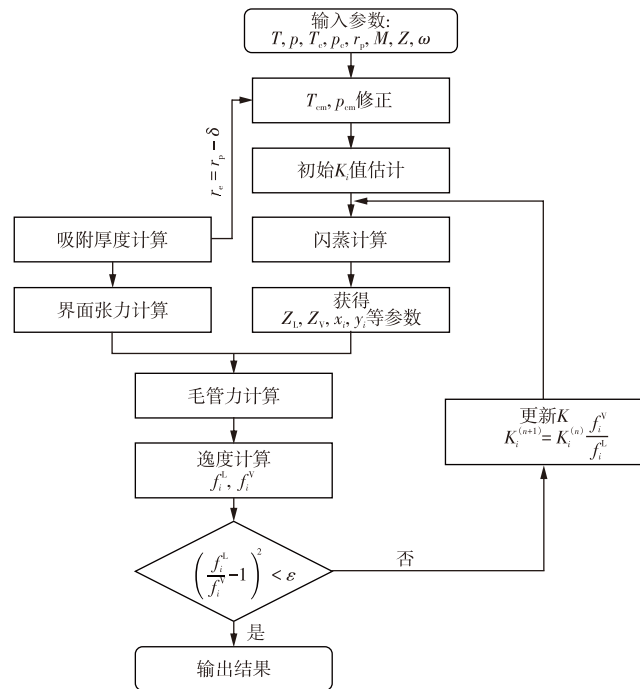 输入参数:
T, p, T_c, p_c, r_p, M, Z, ω
T_cm, p_cm修正
r_e = r_p − δ
初始K_i值估计
吸附厚度计算
闪蒸计算
界面张力计算
获得
Z_L, Z_V, x_i, y_i等参数
毛管力计算
更新K
K_i^(n+1) = K_i^(n) f_i^V / f_i^L
逸度计算
f_i^L, f_i^V
(f_i^L / f_i^V − 1)^2 < ε
否
是
输出结果